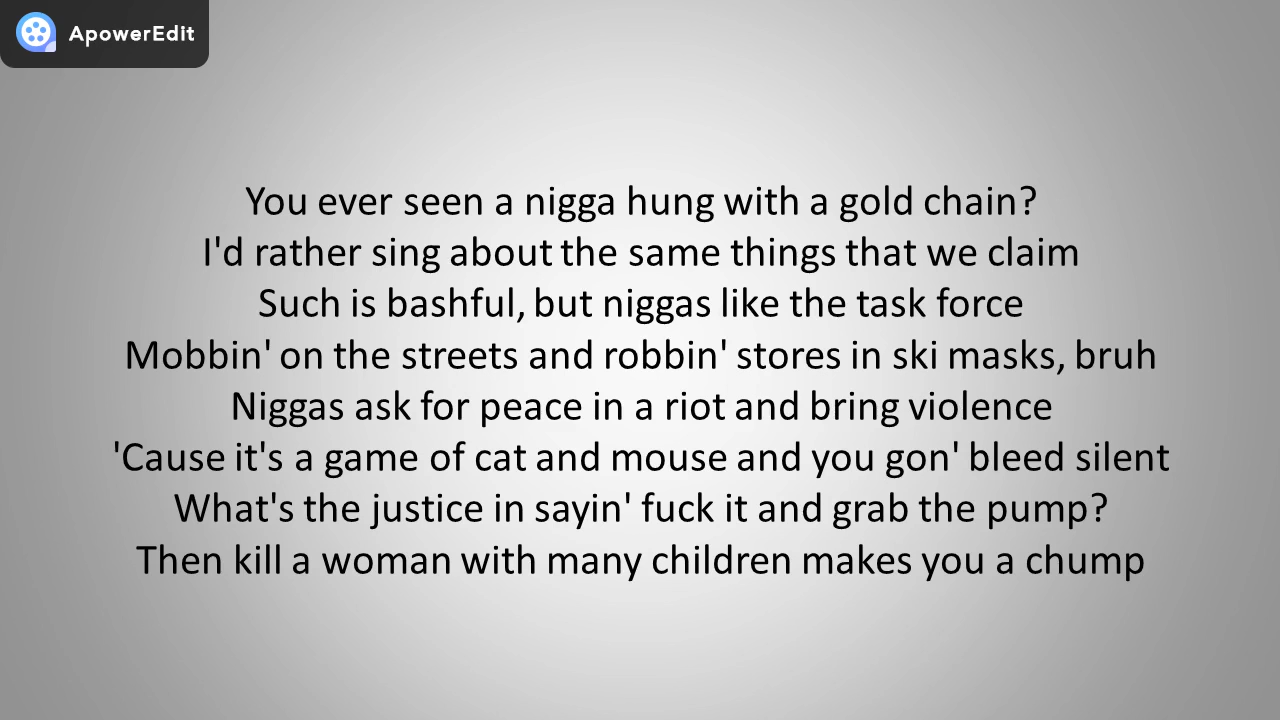 ApowerEdit
You ever seen a nigga hung with a gold chain?
I'd rather sing about the same things that we claim
Such is bashful, but niggas like the task force
Mobbin' on the streets and robbin' stores in ski masks, bruh
Niggas ask for peace in a riot and bring violence
'Cause it's a game of cat and mouse and you gon' bleed silent
What's the justice in sayin' fuck it and grab the pump?
Then kill a woman with many children makes you a chump